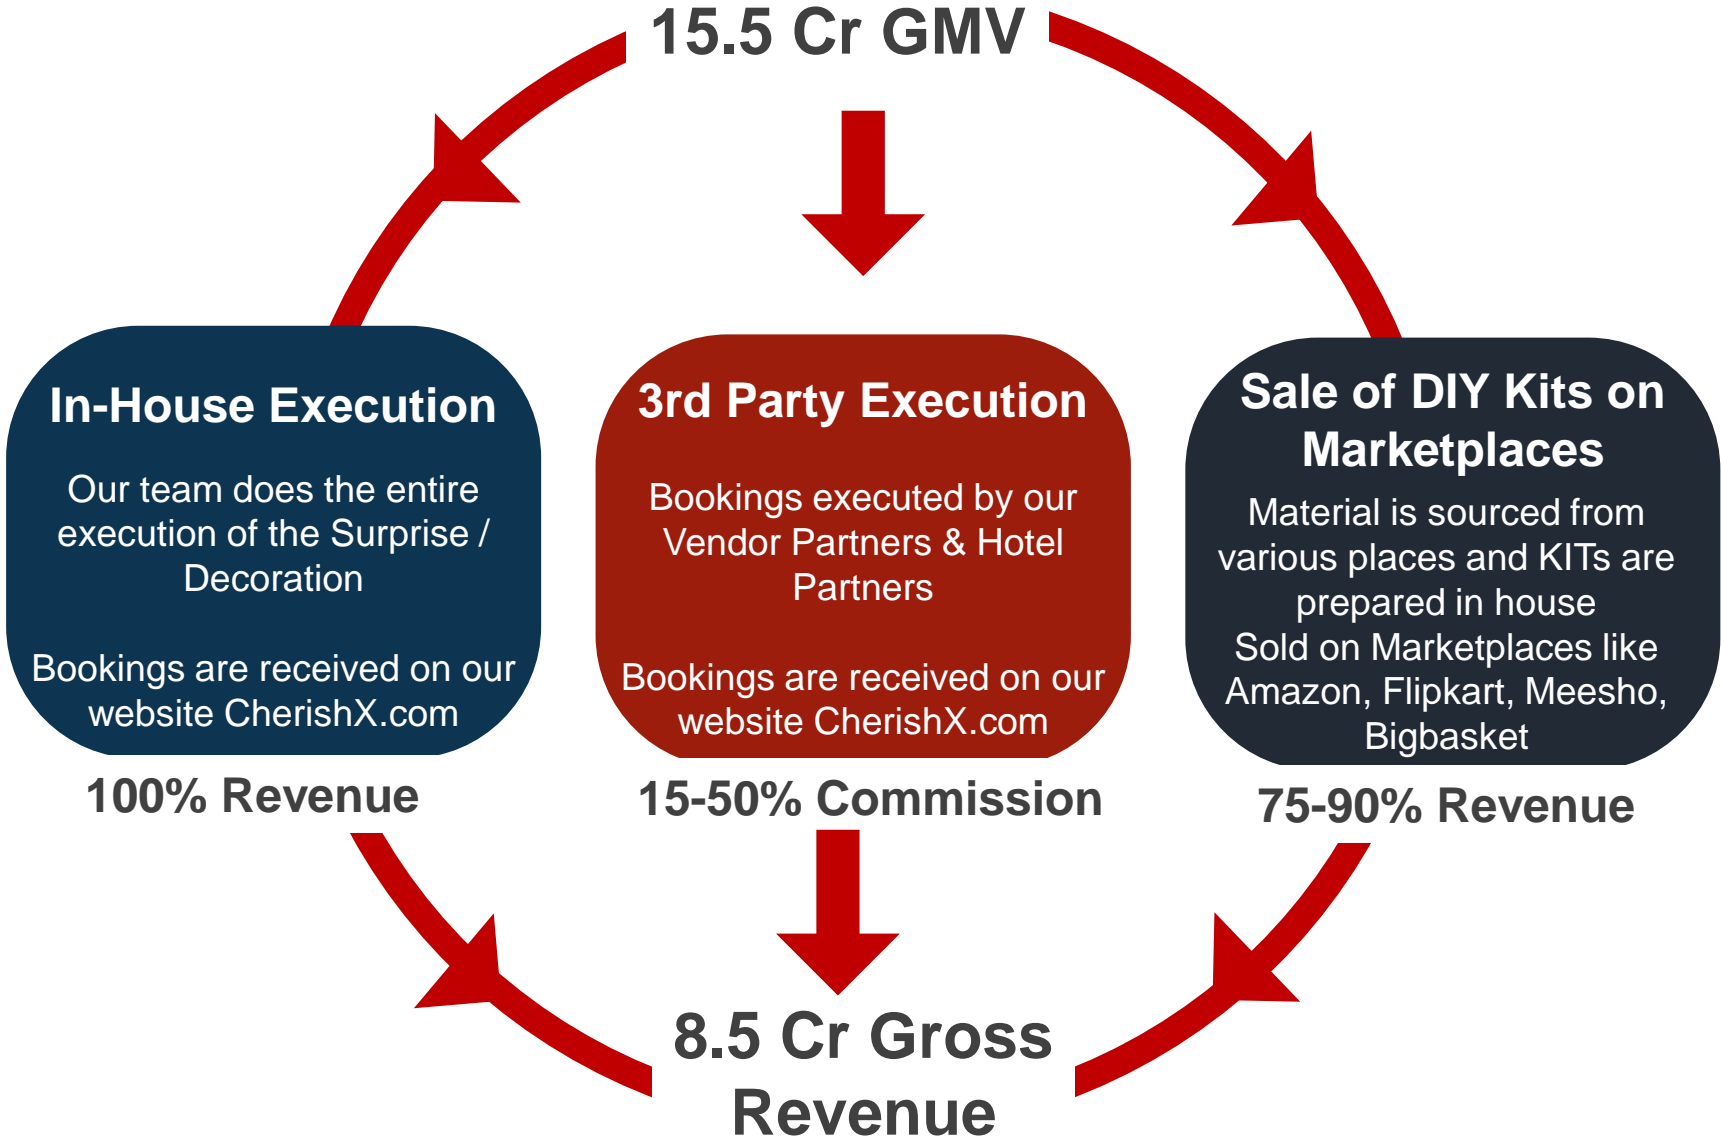 15.5 Cr GMV
In-House Execution
Our team does the entire
execution of the Surprise /
Decoration
Bookings are received on our
website CherishX.com
100% Revenue
3rd Party Execution
Bookings executed by our
Vendor Partners & Hotel
Partners
Bookings are received on our
website CherishX.com
15-50% Commission
Sale of DIY Kits on
Marketplaces
Material is sourced from
various places and KITs are
prepared in house
Sold on Marketplaces like
Amazon, Flipkart, Meesho,
Bigbasket
75-90% Revenue
8.5 Cr Gross
Revenue